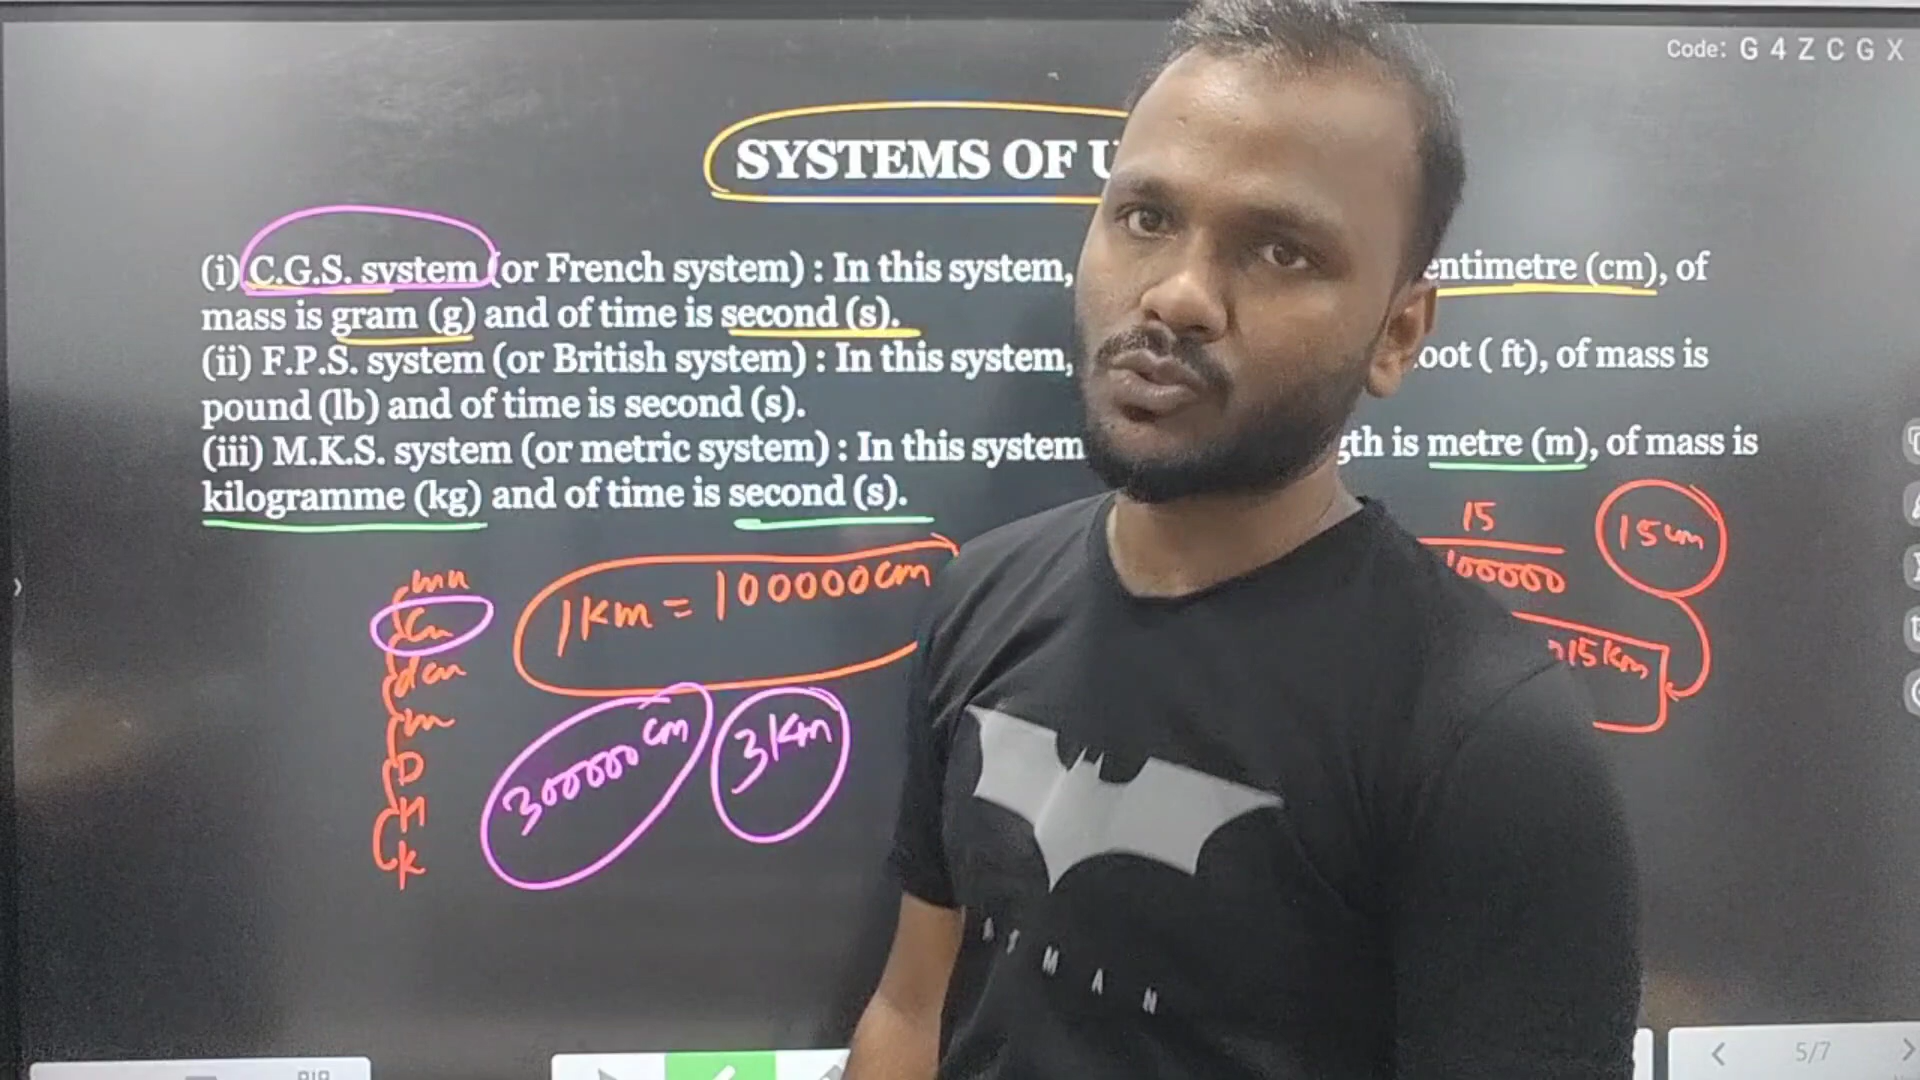 Code: G 4 Z C G X
SYSTEMS OF U
(i) C.G.S. system (or French system) : In this system, entimetre (cm), of
mass is gram (g) and of time is second (s).
(ii) F.P.S. system (or British system) : In this system, oot ( ft), of mass is
pound (lb) and of time is second (s).
(iii) M.K.S. system (or metric system) : In this system gth is metre (m), of mass is
kilogramme (kg) and of time is second (s).
15
100000
15cm
1km = 100000cm
15km
m
D
H
K
300000 cm
3km
MAN
5/7